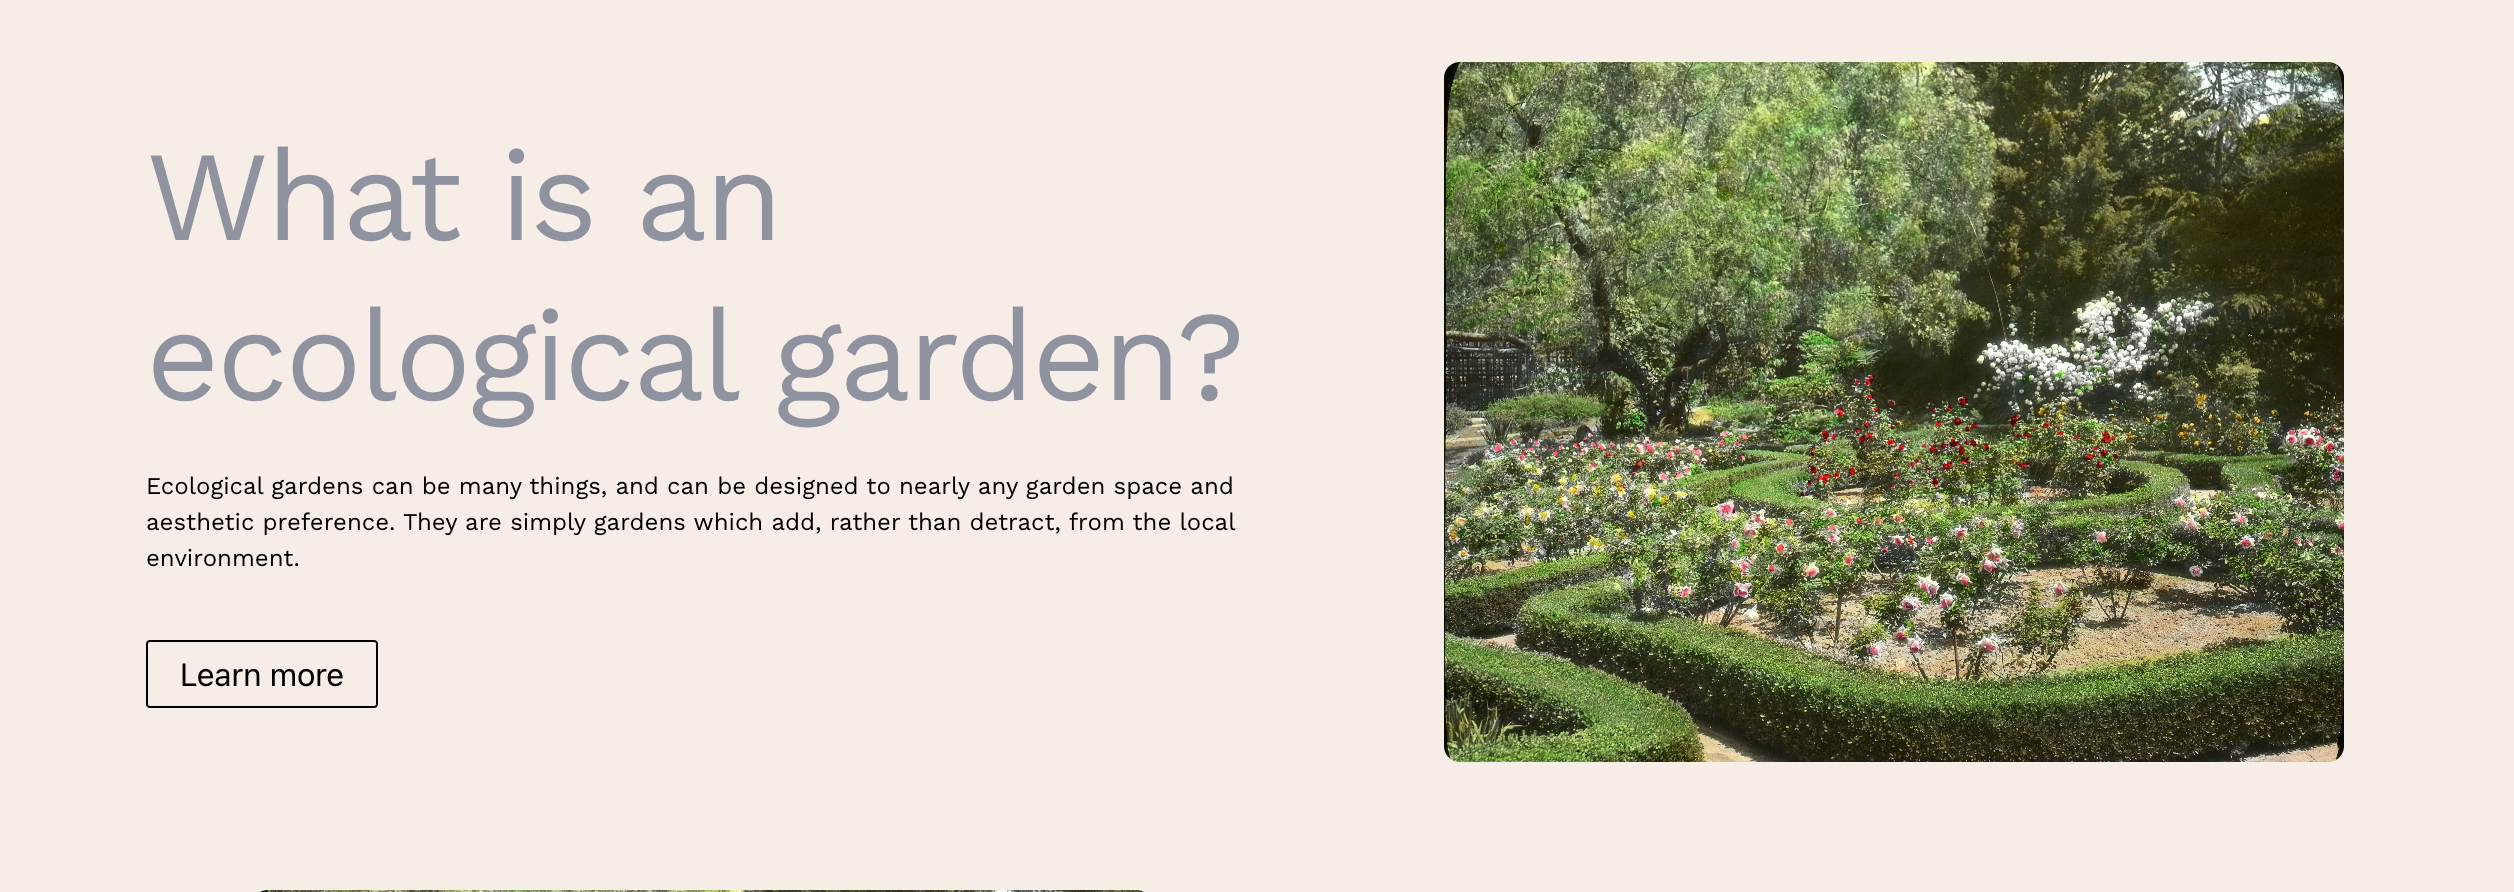 What is an
ecological garden?
Ecological gardens can be many things, and can be designed to nearly any garden space and
aesthetic preference. They are simply gardens which add, rather than detract, from the local
environment.
Learn more